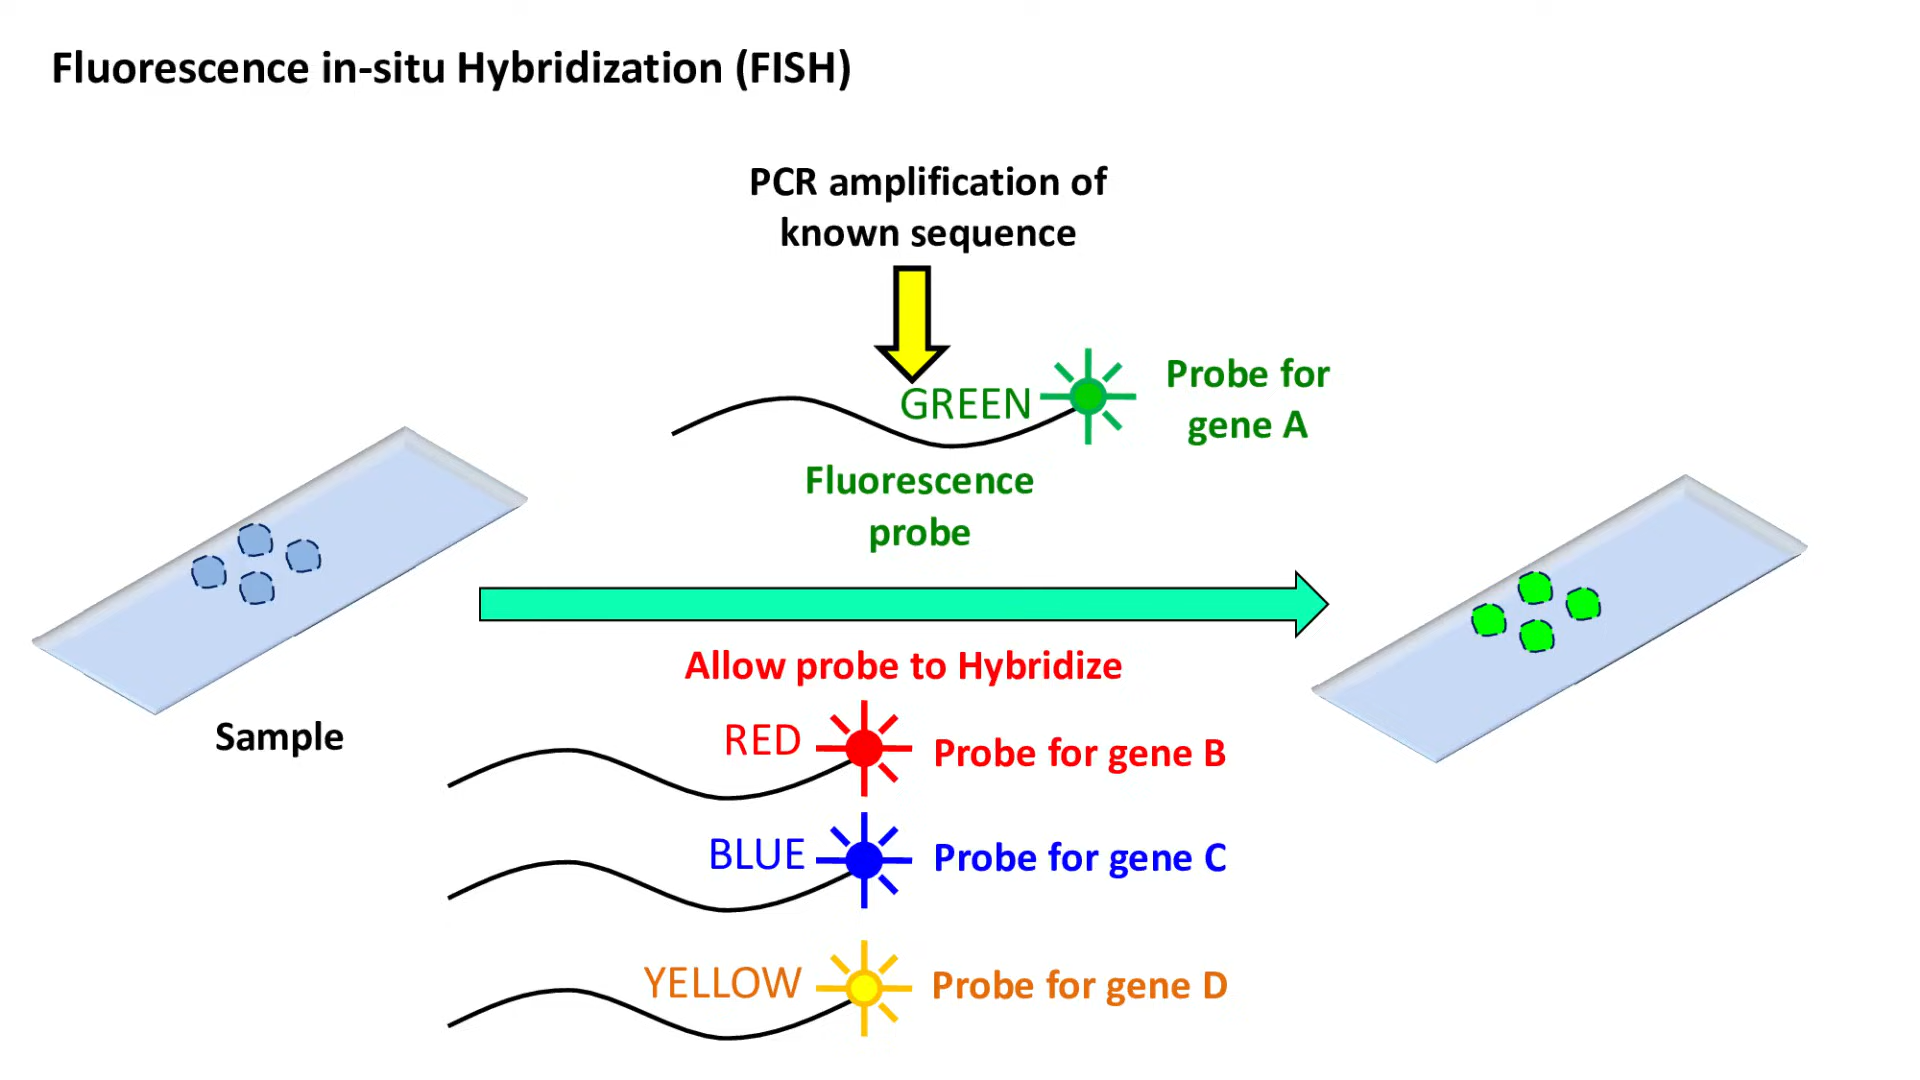 Fluorescence in-situ Hybridization (FISH)
PCR amplification of
known sequence
GREEN
Probe for
gene A
Fluorescence
probe
Allow probe to Hybridize
Sample
RED
Probe for gene B
BLUE
Probe for gene C
YELLOW
Probe for gene D